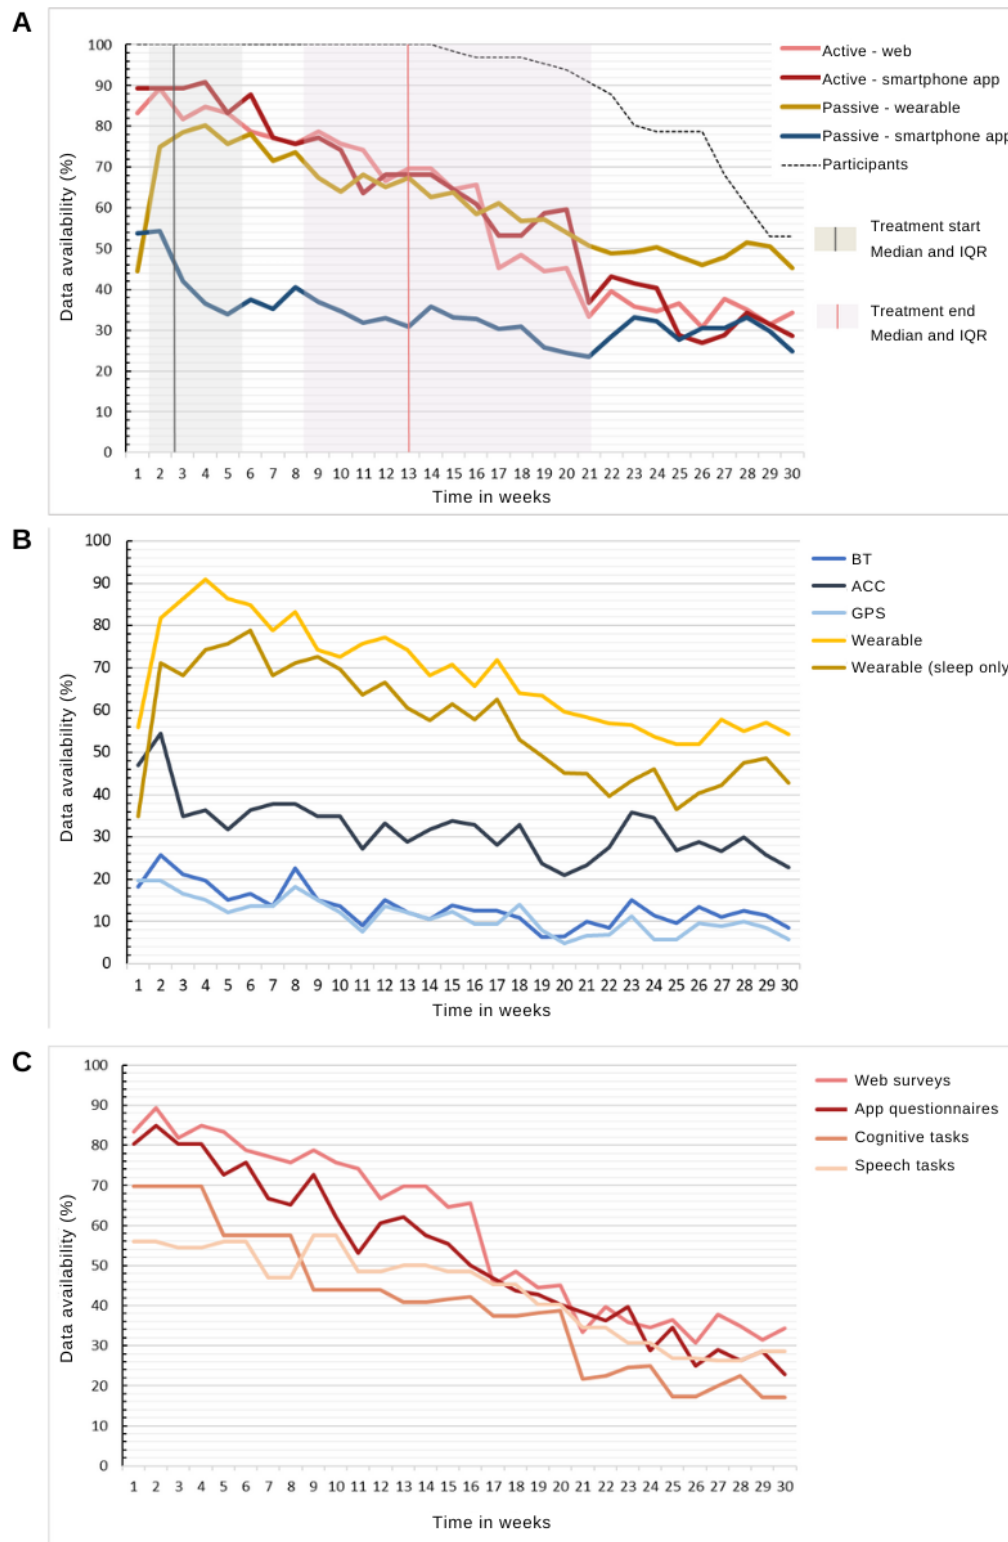 A
100
90
80
70
60
50
40
30
20
10
0
Data availability (%)
1 2 3 4 5 6 7 8 9 10 11 12 13 14 15 16 17 18 19 20 21 22 23 24 25 26 27 28 29 30
Time in weeks
Active - web
Active - smartphone app
Passive - wearable
Passive - smartphone app
Participants
Treatment start
Median and IQR
Treatment end
Median and IQR
B
100
90
80
70
60
50
40
30
20
10
0
Data availability (%)
1 2 3 4 5 6 7 8 9 10 11 12 13 14 15 16 17 18 19 20 21 22 23 24 25 26 27 28 29 30
Time in weeks
BT
ACC
GPS
Wearable
Wearable (sleep only
C
100
90
80
70
60
50
40
30
20
10
0
Data availability (%)
1 2 3 4 5 6 7 8 9 10 11 12 13 14 15 16 17 18 19 20 21 22 23 24 25 26 27 28 29 30
Time in weeks
Web surveys
App questionnaires
Cognitive tasks
Speech tasks